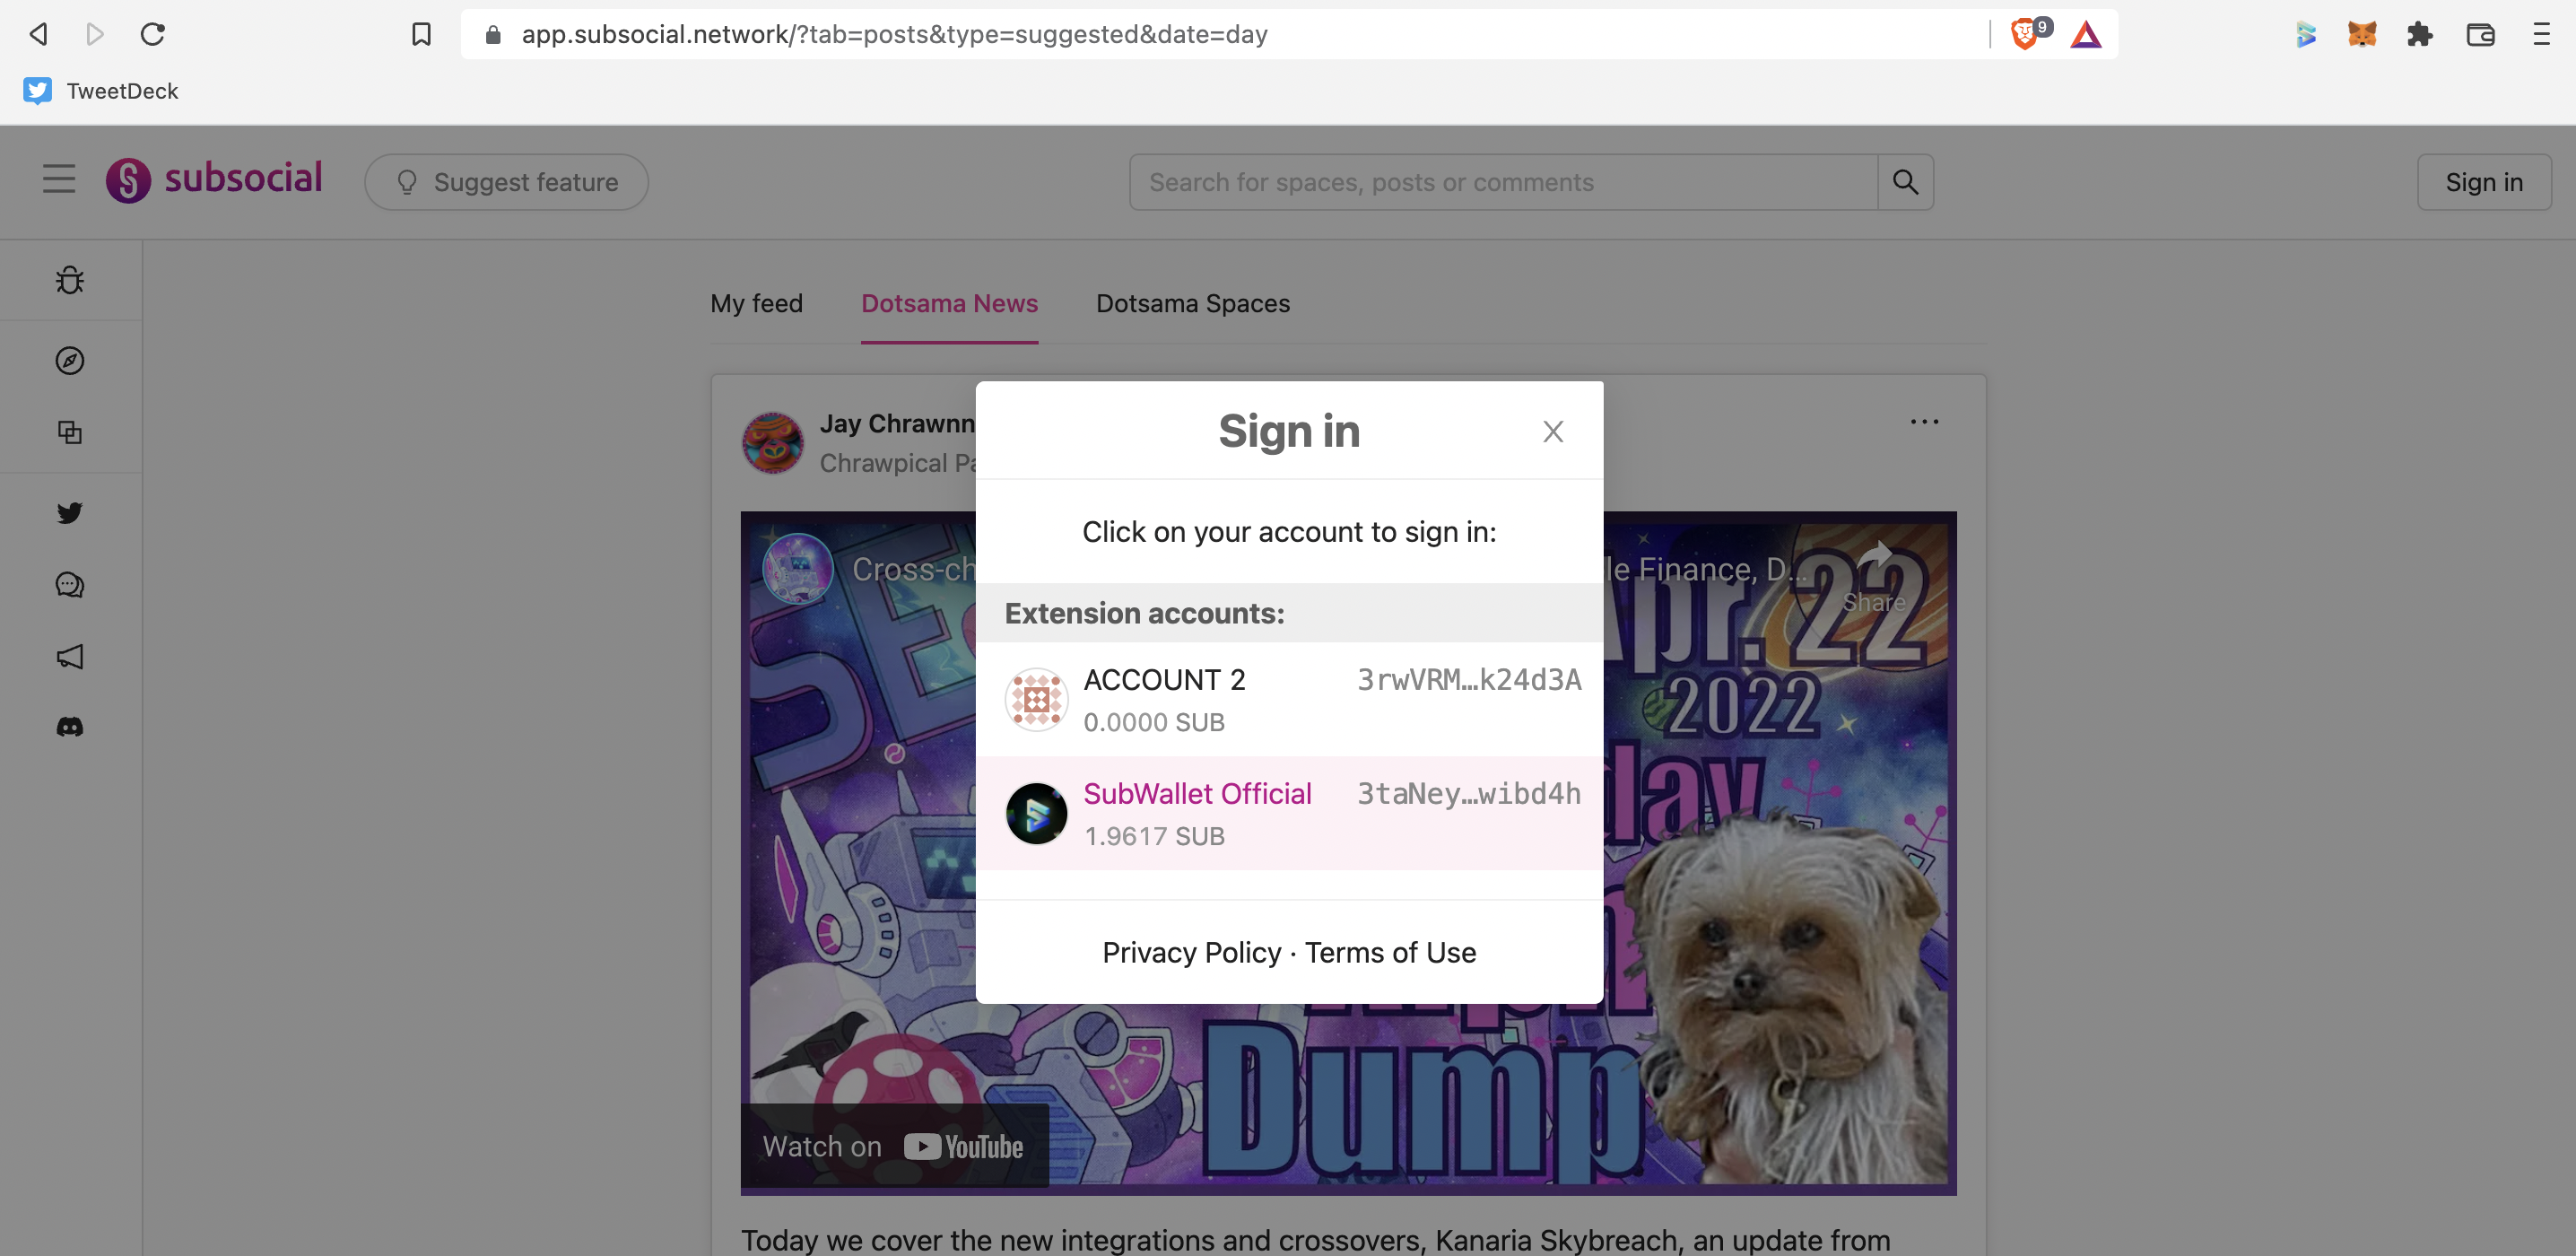 app.subsocial.network/?tab=posts&type=suggested&date=day
9
TweetDeck
subsocial
Suggest feature
Search for spaces, posts or comments
Sign in
My feed
Dotsama News
Dotsama Spaces
Jay Chrawnn
Chrawpical
Sign in
X
Click on your account to sign in:
Extension accounts:
ACCOUNT 2
3rwVRM…k24d3A
0.0000 SUB
SubWallet Official
3taNey…wibd4h
1.9617 SUB
Privacy Policy · Terms of Use
Finance, D...
Share
Apr. 22
2022
Dump
Watch on YouTube
Today we cover the new integrations and crossovers, Kanaria Skybreach, an update from